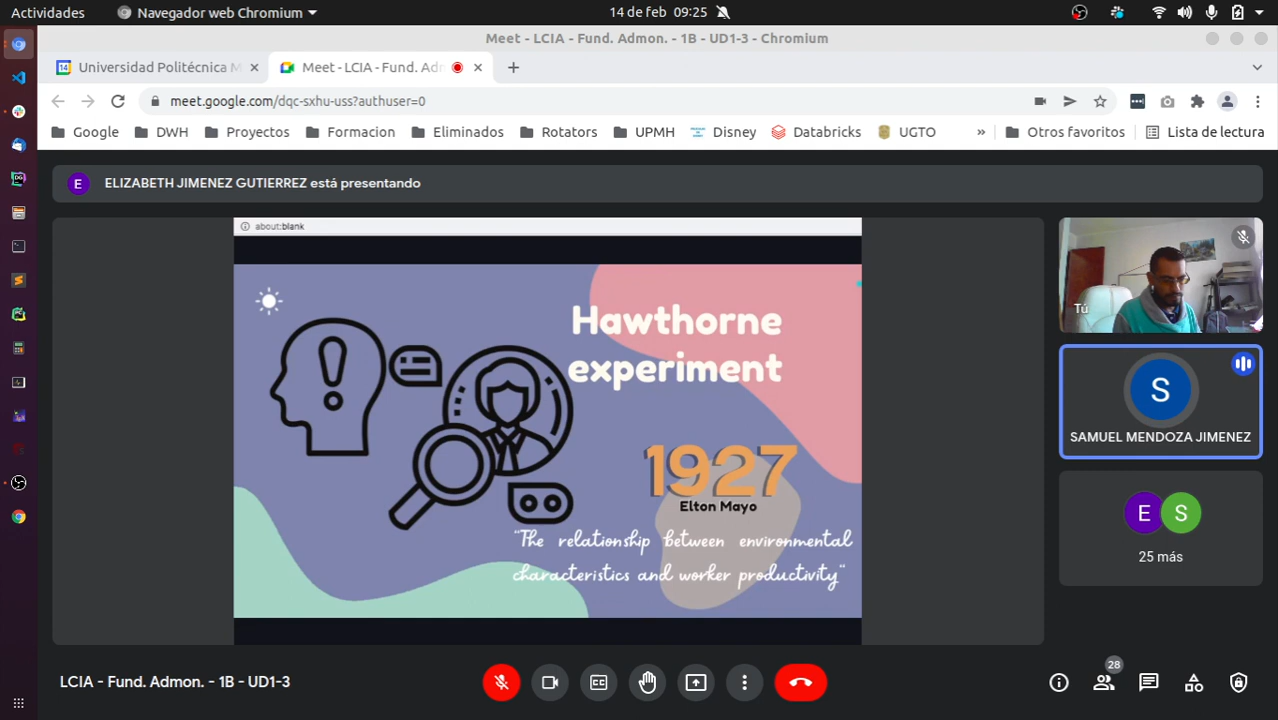 Actividades
Navegador web Chromium
14 de feb 09:25
Meet - LCIA - Fund. Admon. - 1B - UD1-3 - Chromium
Universidad Politécnica M
Meet - LCIA - Fund. Adm
meet.google.com/dqc-sxhu-uss?authuser=0
Google
DWH
Proyectos
Formacion
Eliminados
Rotators
UPMH
Disney
Databricks
UGTO
»
Otros favoritos
Lista de lectura
E
ELIZABETH JIMENEZ GUTIERREZ está presentando
about:blank
Hawthorne
experiment
1927
Elton Mayo
"The relationship between environmental
characteristics and worker productivity"
Tú
S
SAMUEL MENDOZA JIMENEZ
E
S
25 más
LCIA - Fund. Admon. - 1B - UD1-3
28